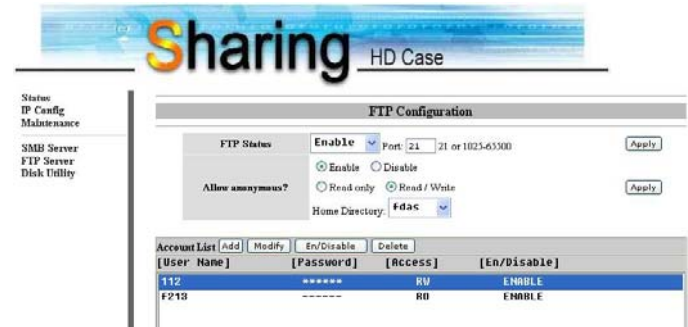 Sharing HD Case
Status
IP Config
Maintenance
SMB Server
FTP Server
Disk Utility
FTP Configuration
FTP Status Enable Port: 21 21 or 1025-65500
Apply
Allow anonymous?
Enable Disable
Read only Read / Write
Apply
Home Directory: fdas
Account List Add Modify En/Disable Delete
[User Name] [Password] [Access] [En/Disable]
112 ****** RW ENABLE
f213 ------ RO ENABLE